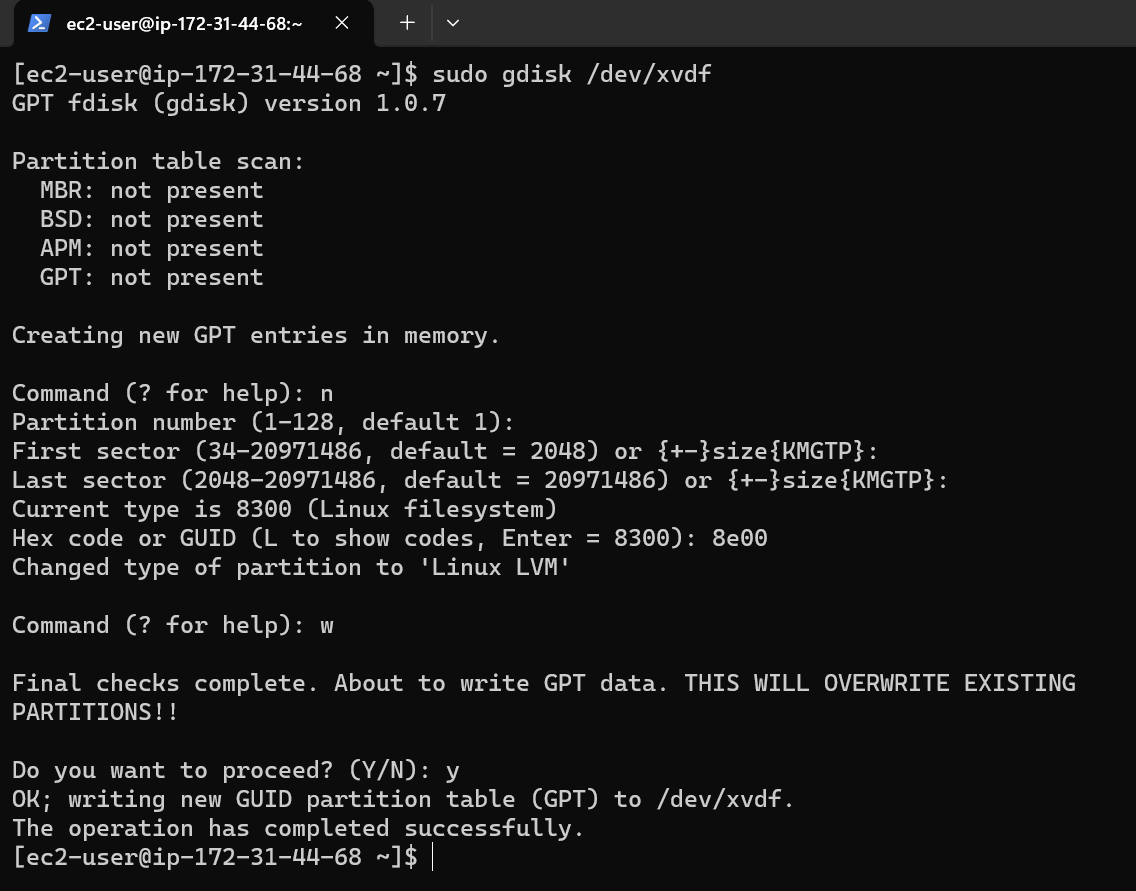 ec2-user@ip-172-31-44-68:~
[ec2-user@ip-172-31-44-68 ~]$ sudo gdisk /dev/xvdf
GPT fdisk (gdisk) version 1.0.7
Partition table scan:
  MBR: not present
  BSD: not present
  APM: not present
  GPT: not present
Creating new GPT entries in memory.
Command (? for help): n
Partition number (1-128, default 1):
First sector (34-20971486, default = 2048) or {+-}size{KMGTP}:
Last sector (2048-20971486, default = 20971486) or {+-}size{KMGTP}:
Current type is 8300 (Linux filesystem)
Hex code or GUID (L to show codes, Enter = 8300): 8e00
Changed type of partition to 'Linux LVM'
Command (? for help): w
Final checks complete. About to write GPT data. THIS WILL OVERWRITE EXISTING
PARTITIONS!!
Do you want to proceed? (Y/N): y
OK; writing new GUID partition table (GPT) to /dev/xvdf.
The operation has completed successfully.
[ec2-user@ip-172-31-44-68 ~]$